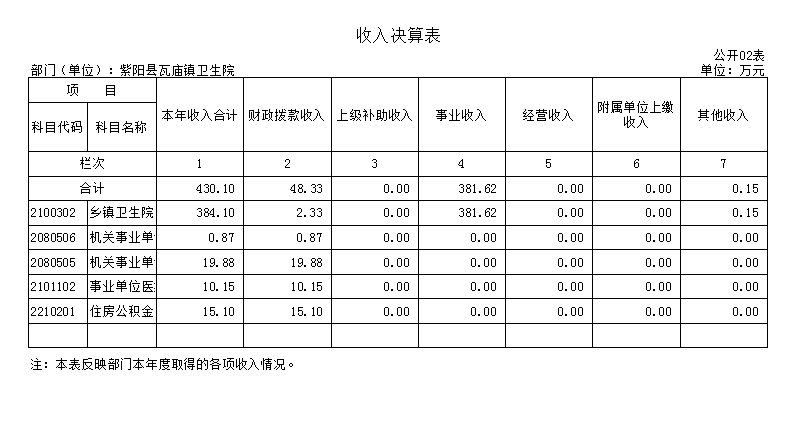 收入决算表
公开02表
部门（单位）：紫阳县瓦庙镇卫生院 单位：万元
项 目 本年收入合计 财政拨款收入 上级补助收入 事业收入 经营收入 附属单位上缴收入 其他收入
科目代码 科目名称
栏次 1 2 3 4 5 6 7
合计 430.10 48.33 0.00 381.62 0.00 0.00 0.15
2100302 乡镇卫生院 384.10 2.33 0.00 381.62 0.00 0.00 0.15
2080506 机关事业单 0.87 0.87 0.00 0.00 0.00 0.00 0.00
2080505 机关事业单 19.88 19.88 0.00 0.00 0.00 0.00 0.00
2101102 事业单位医 10.15 10.15 0.00 0.00 0.00 0.00 0.00
2210201 住房公积金 15.10 15.10 0.00 0.00 0.00 0.00 0.00
注：本表反映部门本年度取得的各项收入情况。